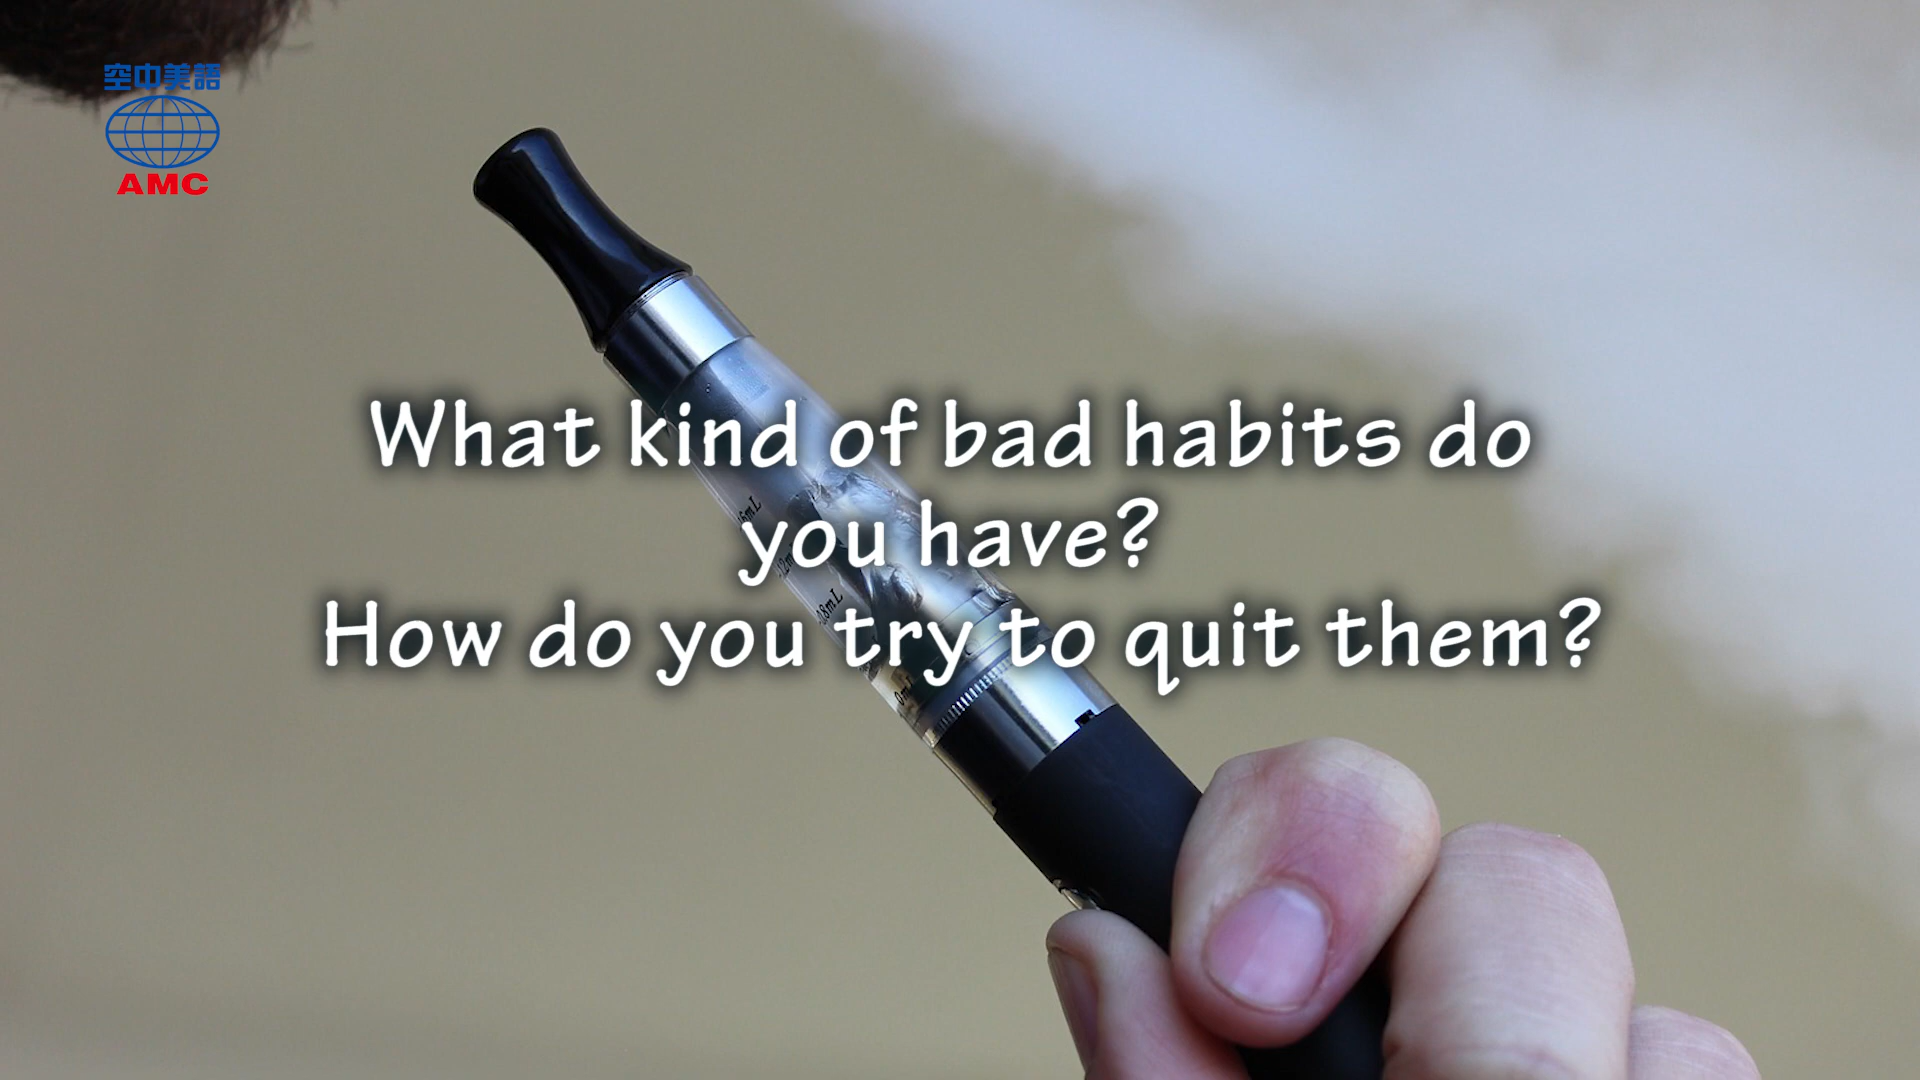 空中美語
AMC
What kind of bad habits do
you have?
How do you try to quit them?
.8mL